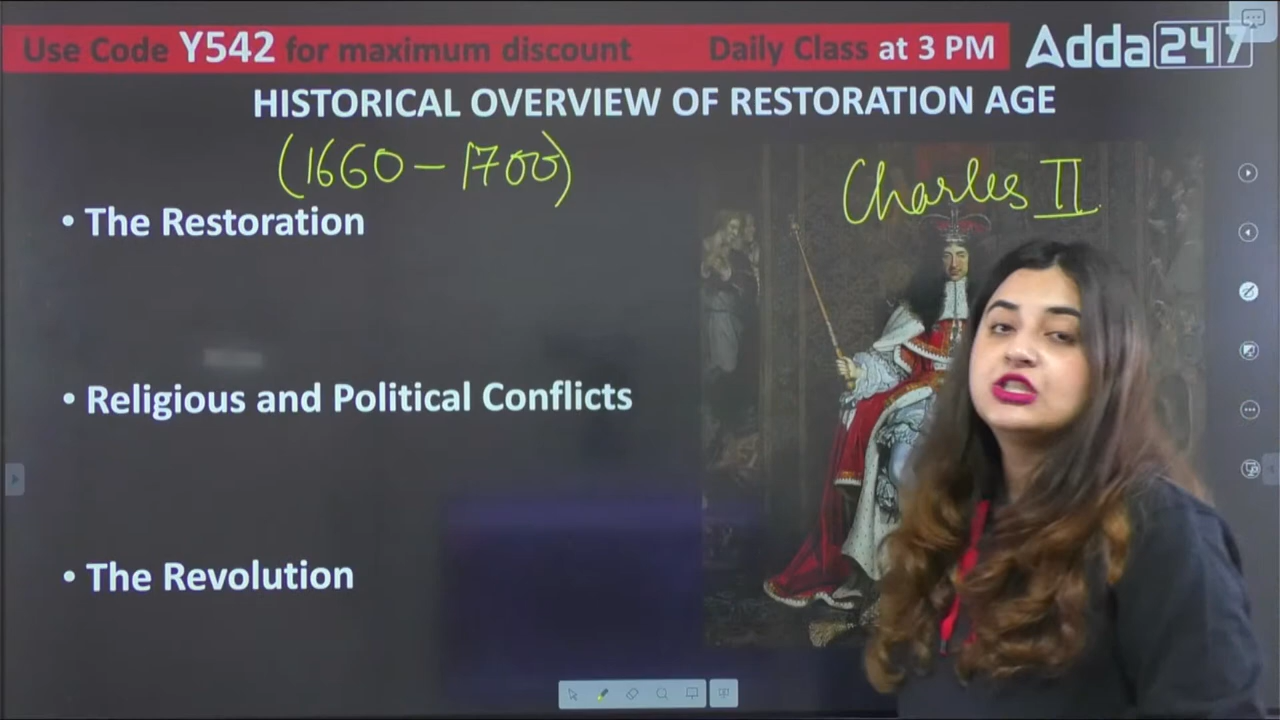 Use Code Y542 for maximum discount Daily Class at 3 PM Adda247
HISTORICAL OVERVIEW OF RESTORATION AGE
(1660-1700) Charles II
• The Restoration
• Religious and Political Conflicts
• The Revolution